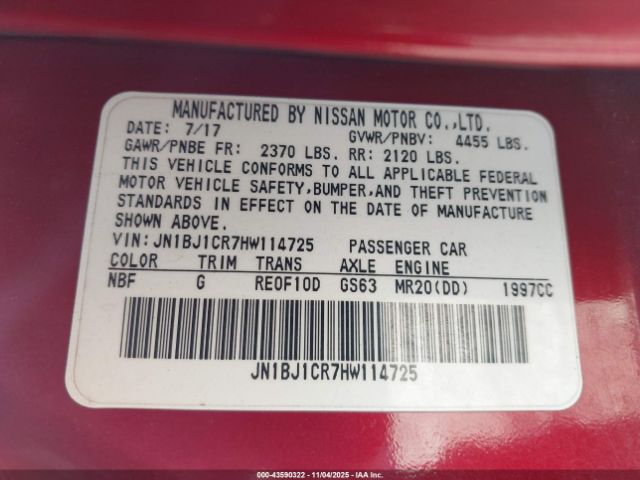 MANUFACTURED BY NISSAN MOTOR CO.,LTD.
DATE: 7/17 GVWR/PNBV: 4455 LBS.
GAWR/PNBE FR: 2370 LBS. RR: 2120 LBS.
THIS VEHICLE CONFORMS TO ALL APPLICABLE FEDERAL
MOTOR VEHICLE SAFETY,BUMPER,AND THEFT PREVENTION
STANDARDS IN EFFECT ON THE DATE OF MANUFACTURE
SHOWN ABOVE.
VIN:JN1BJ1CR7HW114725 PASSENGER CAR
COLOR TRIM TRANS AXLE ENGINE
NBF G RE0F10D GS63 MR20(DD) 1997CC
JN1BJ1CR7HW114725
000-43590322 - 11/04/2025 - IAA, Inc.